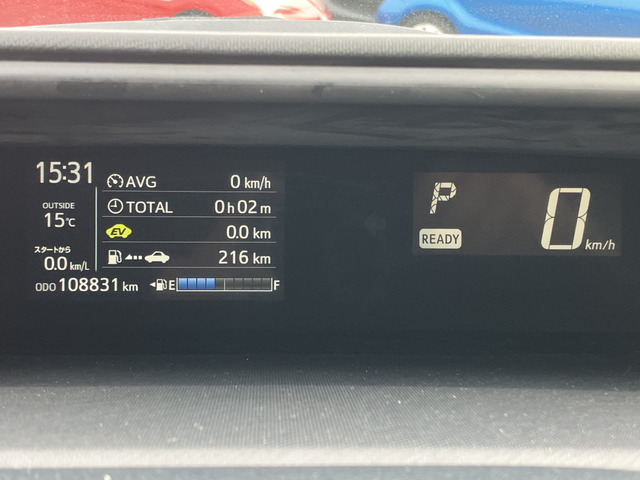 15:31
OUTSIDE
15℃
スタートから
0.0 km/L
AVG 0 km/h
TOTAL 0 h 02 m
EV 0.0 km
216 km
ODO 108831 km
E F
P
READY
0 km/h